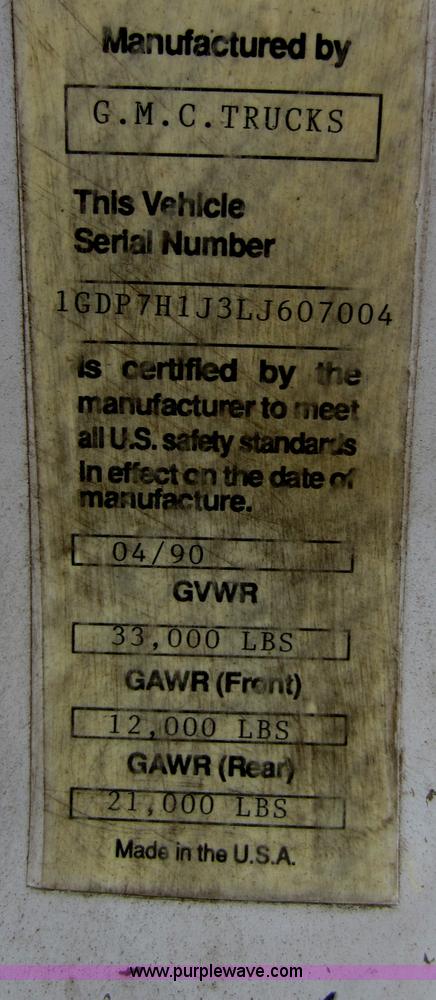 Manufactured by
G.M.C.TRUCKS
This Vehicle
Serial Number
1GDP7H1J3LJ607004
is certified by the
manufacturer to meet
all U.S. safety standards
in effect on the date of
manufacture.
04/90
GVWR
33,000 LBS
GAWR (Front)
12,000 LBS
GAWR (Rear)
21,000 LBS
Made in the U.S.A.
www.purplewave.com